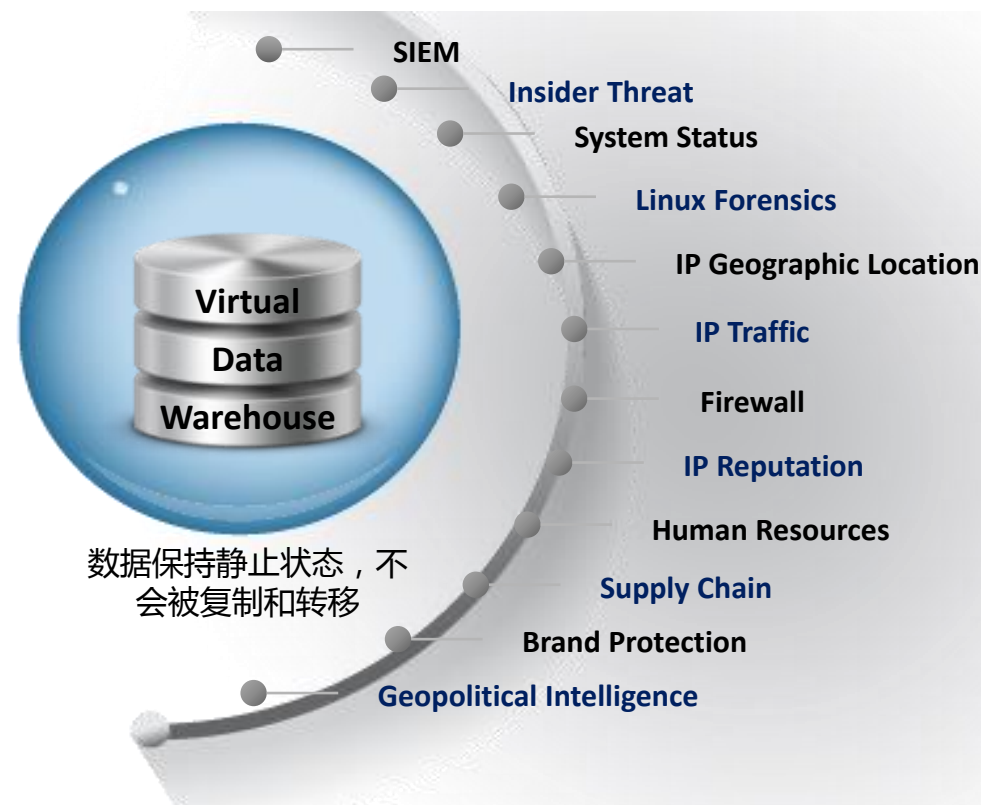 SIEM
Insider Threat
System Status
Linux Forensics
IP Geographic Location
IP Traffic
Firewall
IP Reputation
Human Resources
Supply Chain
Brand Protection
Geopolitical Intelligence
Virtual
Data
Warehouse
数据保持静止状态，不
会被复制和转移